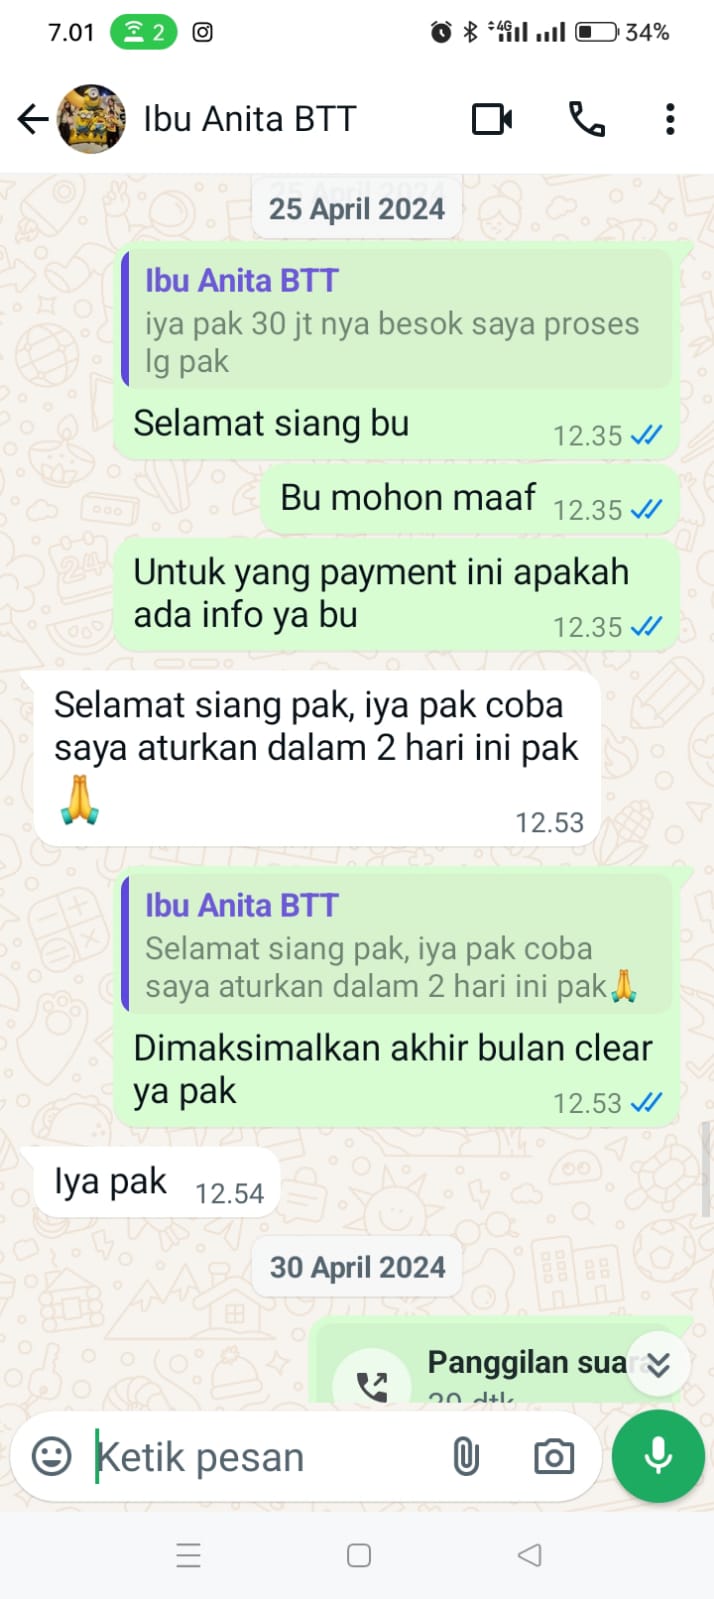 7.01 2 4G 34%
Ibu Anita BTT
25 April 2024
Ibu Anita BTT
iya pak 30 jt nya besok saya proses
lg pak
Selamat siang bu
12.35
Bu mohon maaf 12.35
Untuk yang payment ini apakah
ada info ya bu
12.35
Selamat siang pak, iya pak coba
saya aturkan dalam 2 hari ini pak
🙏
12.53
Ibu Anita BTT
Selamat siang pak, iya pak coba
saya aturkan dalam 2 hari ini pak🙏
Dimaksimalkan akhir bulan clear
ya pak
12.53
Iya pak 12.54
30 April 2024
Panggilan suara
Ketik pesan